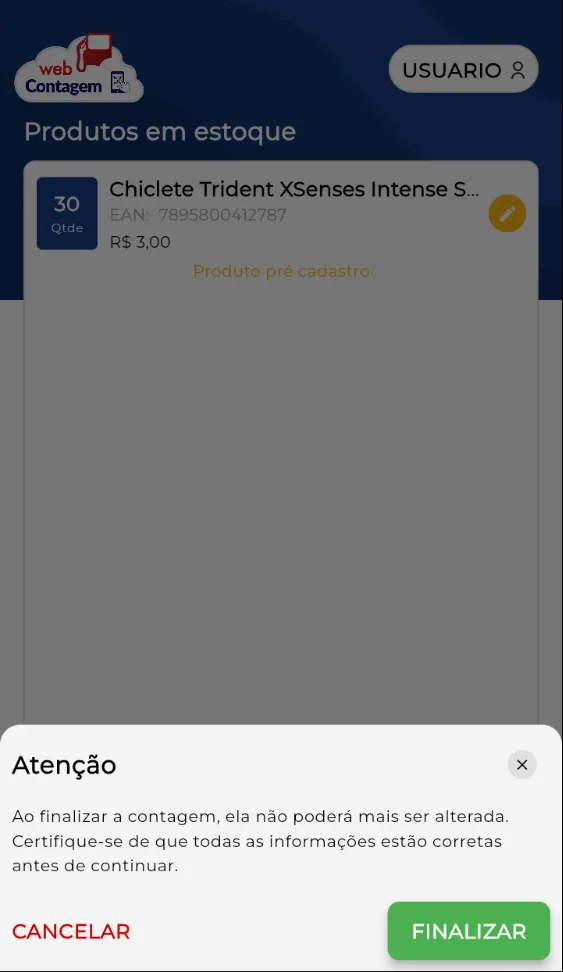 web
Contagem
USUARIO
Produtos em estoque
30
Qtde
Chiclete Trident XSenses Intense S...
EAN: 7895800412787
R$ 3,00
Produto pré cadastro
Atenção
Ao finalizar a contagem, ela não poderá mais ser alterada.
Certifique-se de que todas as informações estão corretas
antes de continuar.
CANCELAR
FINALIZAR